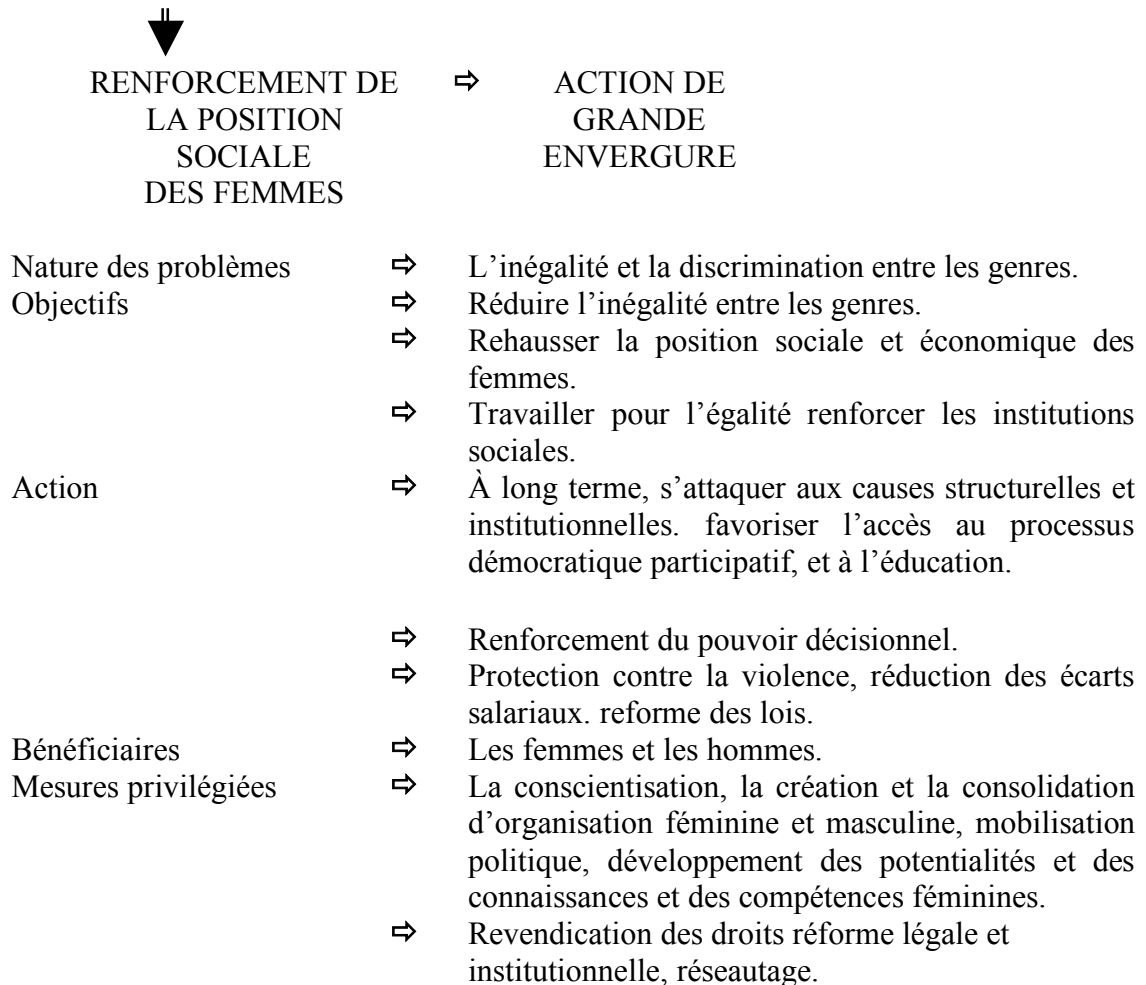 RENFORCEMENT DE ⇨ ACTION DE
LA POSITION GRANDE
SOCIALE ENVERGURE
DES FEMMES
Nature des problèmes ⇨ L’inégalité et la discrimination entre les genres.
Objectifs ⇨ Réduire l’inégalité entre les genres.
⇨ Rehausser la position sociale et économique des
femmes.
⇨ Travailler pour l’égalité renforcer les institutions
sociales.
Action ⇨ À long terme, s’attaquer aux causes structurelles et
institutionnelles. favoriser l’accès au processus
démocratique participatif, et à l’éducation.
⇨ Renforcement du pouvoir décisionnel.
⇨ Protection contre la violence, réduction des écarts
salariaux. reforme des lois.
Bénéficiaires ⇨ Les femmes et les hommes.
Mesures privilégiées ⇨ La conscientisation, la création et la consolidation
d’organisation féminine et masculine, mobilisation
politique, développement des potentialités et des
connaissances et des compétences féminines.
⇨ Revendication des droits réforme légale et
institutionnelle, réseautage.